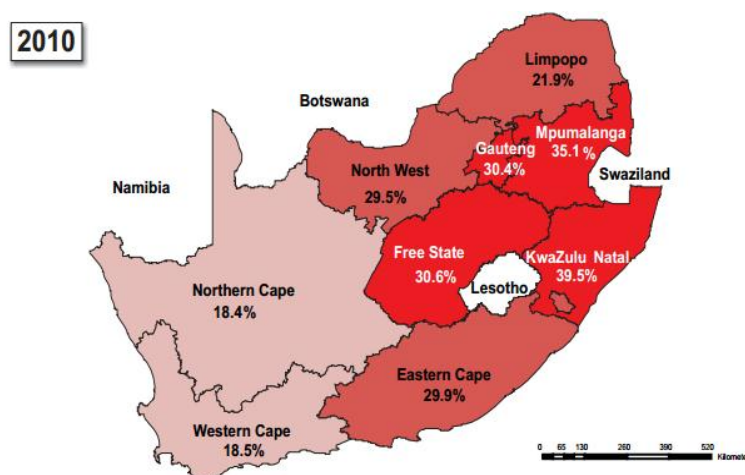 2010
Limpopo
21.9%
Botswana
Mpumalanga
35.1 %
Gauteng
30.4%
North West
29.5%
Swaziland
Namibia
Free State
30.6%
KwaZulu Natal
39.5%
Lesotho
Northern Cape
18.4%
Eastern Cape
29.9%
Western Cape
18.5%
0 65 130 260 390 520
Kilomete